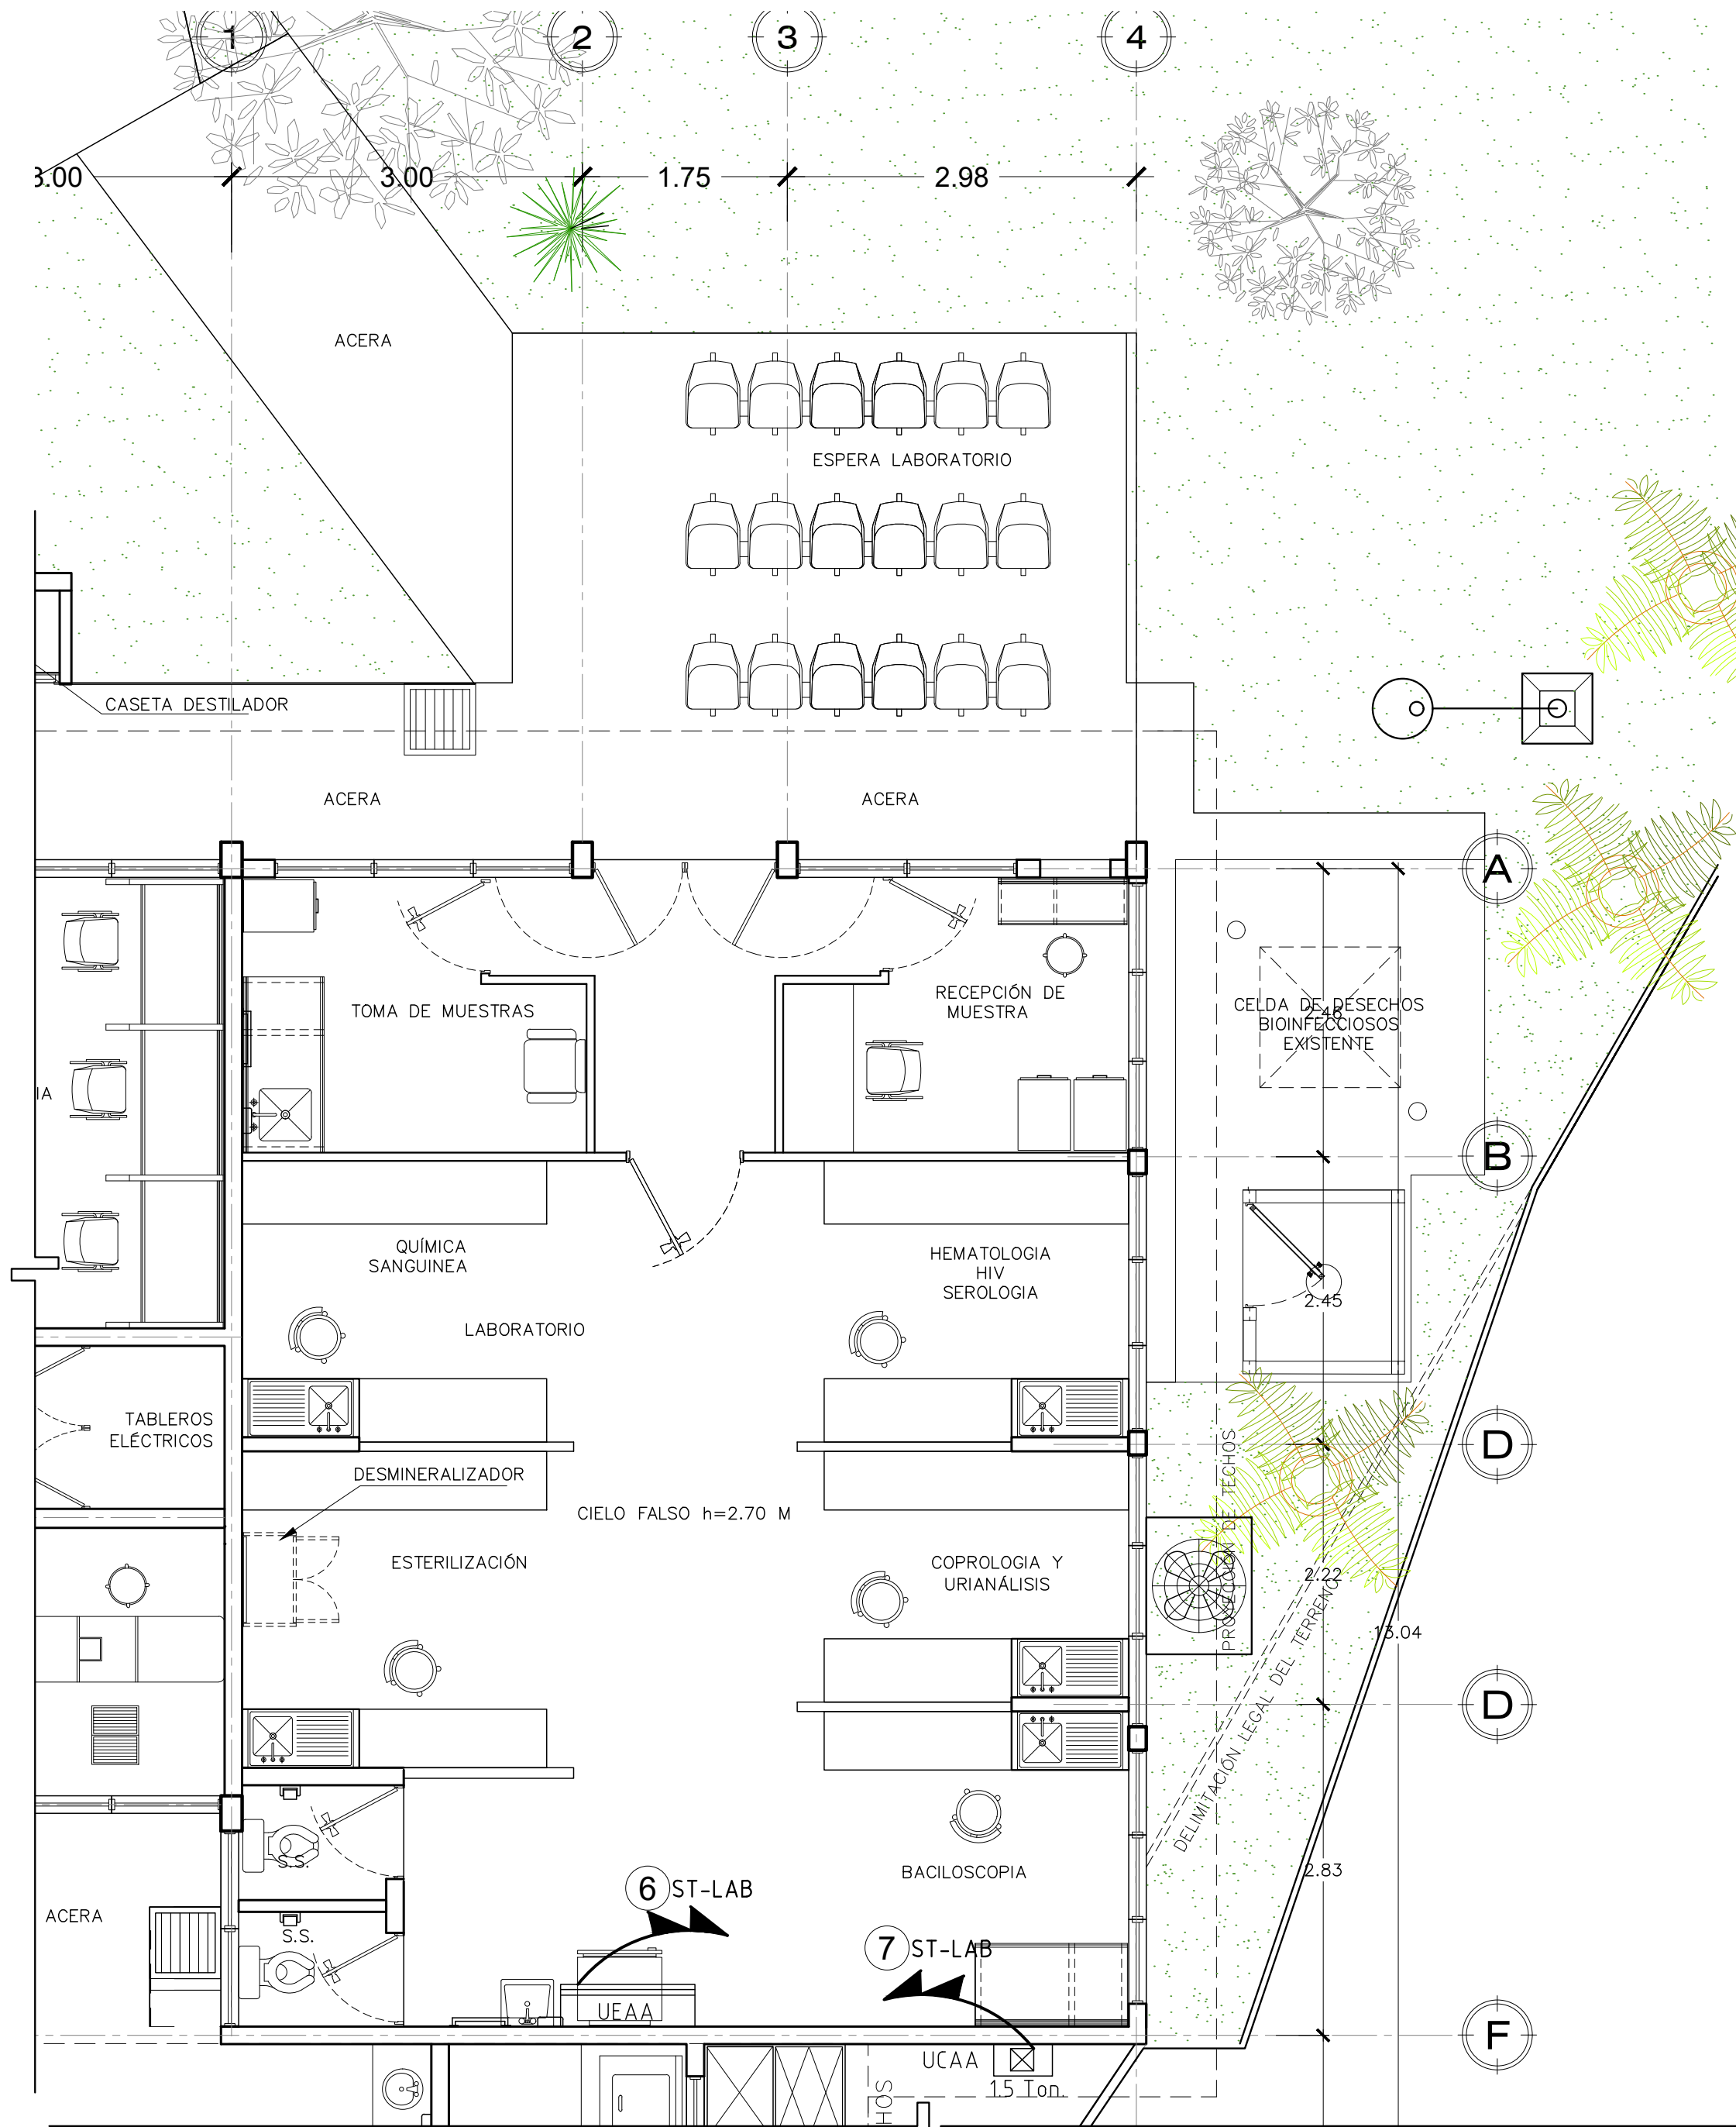 1
2
3
4
3.00
3.00
1.75
2.98
ACERA
ESPERA LABORATORIO
CASETA DESTILADOR
ACERA
ACERA
A
TOMA DE MUESTRAS
RECEPCIÓN DE
MUESTRA
CELDA DE DESECHOS
BIOINFECCIOSOS
EXISTENTE
2.46
IA
B
QUÍMICA
SANGUINEA
HEMATOLOGIA
HIV
SEROLOGIA
LABORATORIO
2.45
TABLEROS
ELÉCTRICOS
D
DESMINERALIZADOR
CIELO FALSO h=2.70 M
PROYECCIÓN DE TECHOS
ESTERILIZACIÓN
COPROLOGIA Y
URIANÁLISIS
2.22
13.04
D
DELIMITACIÓN LEGAL DEL TERRENO
S.S.
BACILOSCOPIA
2.83
6 ST-LAB
ACERA
S.S.
7 ST-LAB
UEAA
F
UCAA
1.5 Ton.
HOS